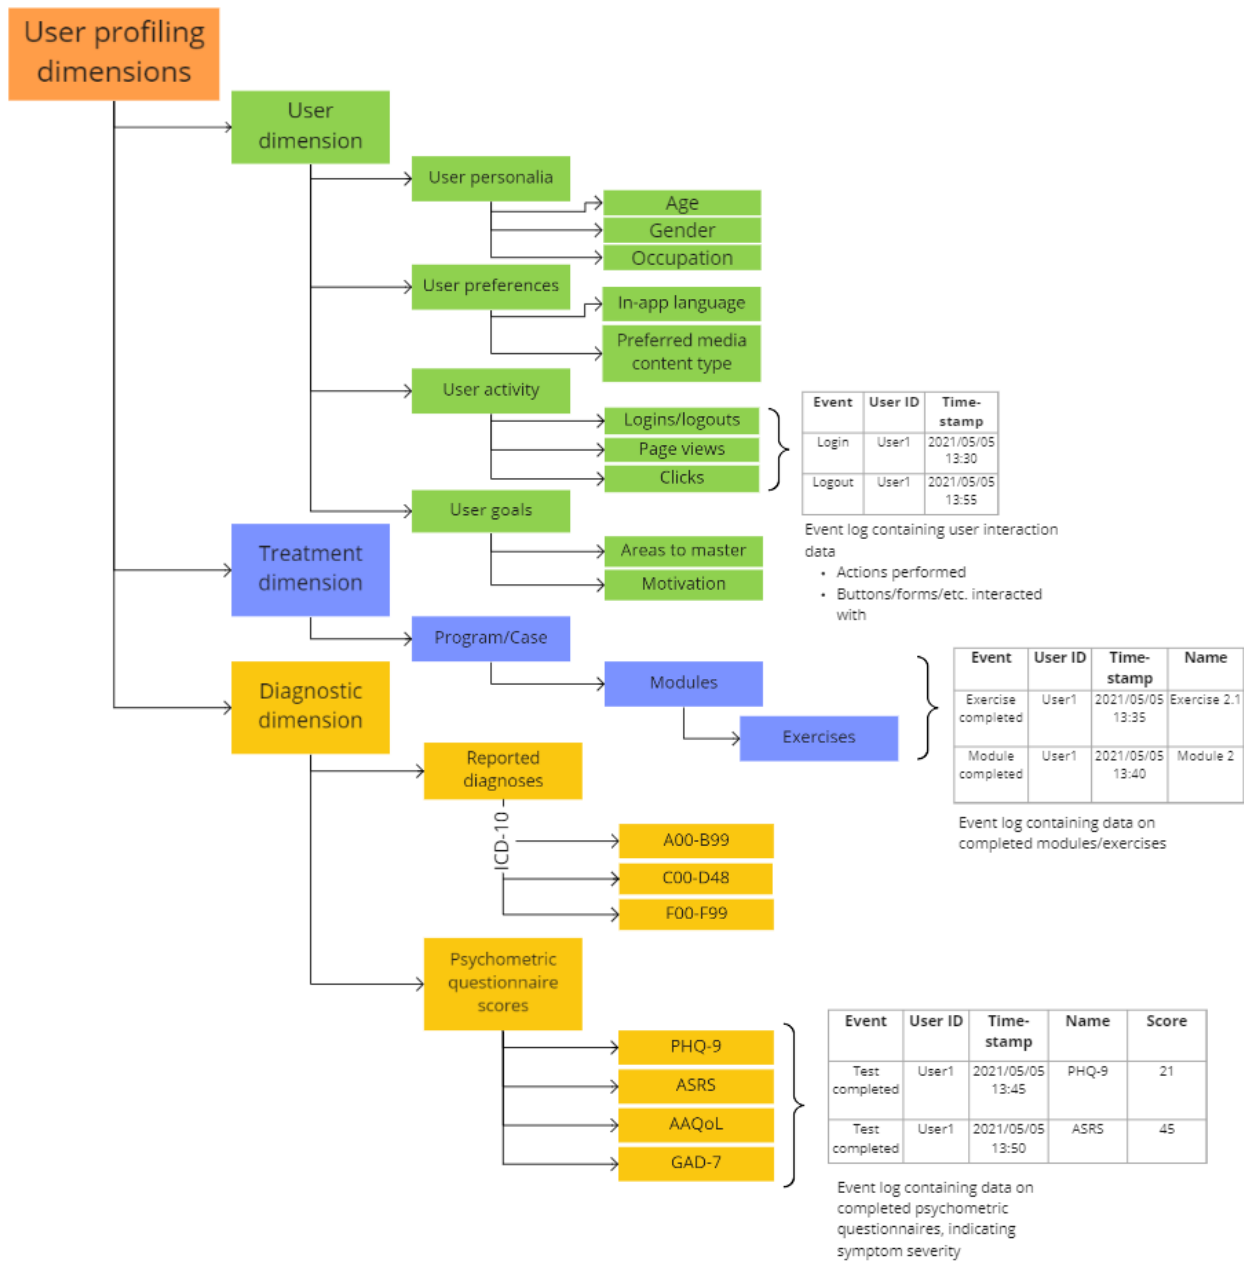 User profiling
dimensions
User
dimension
User personalia
Age
Gender
Occupation
User preferences
In-app language
Preferred media
content type
User activity
Logins/logouts
Page views
Clicks
Event User ID Time-
stamp
Login User1 2021/05/05
13:30
Logout User1 2021/05/05
13:55
Event log containing user interaction
data
• Actions performed
• Buttons/forms/etc. interacted
with
User goals
Areas to master
Motivation
Treatment
dimension
Program/Case
Modules
Exercises
Event User ID Time-
stamp Name
Exercise
completed User1 2021/05/05
13:35 Exercise 2.1
Module
completed User1 2021/05/05
13:40 Module 2
Event log containing data on
completed modules/exercises
Diagnostic
dimension
Reported
diagnoses
ICD-10
A00-B99
C00-D48
F00-F99
Psychometric
questionnaire
scores
PHQ-9
ASRS
AAQoL
GAD-7
Event User ID Time-
stamp Name Score
Test
completed User1 2021/05/05
13:45 PHQ-9 21
Test
completed User1 2021/05/05
13:50 ASRS 45
Event log containing data on
completed psychometric
questionnaires, indicating
symptom severity